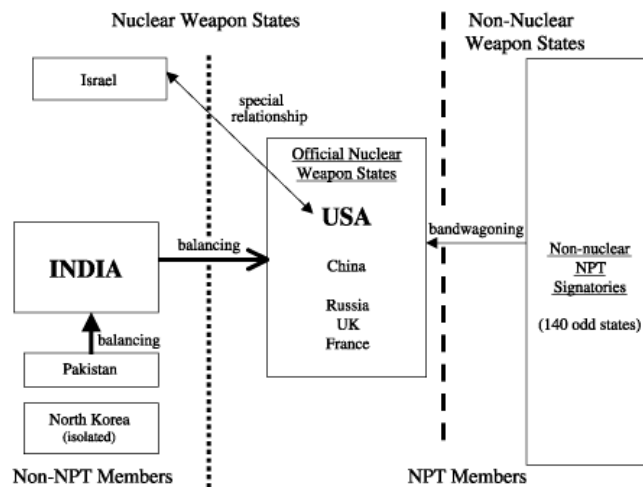 Nuclear Weapon States
Non-Nuclear
Weapon States
Israel
special
relationship
Official Nuclear
Weapon States
USA
China
Russia
UK
France
balancing
INDIA
balancing
Pakistan
North Korea
(isolated)
bandwagoning
Non-nuclear
NPT
Signatories
(140 odd states)
Non-NPT Members
NPT Members